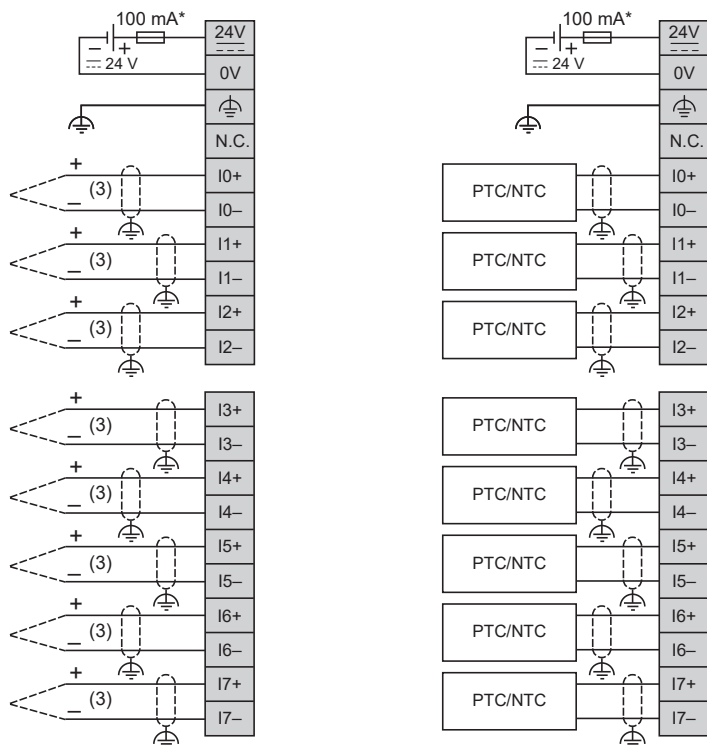 100 mA*
24V
− +
24 V
0V
N.C.
+
(3)
I0+
−
I0–
+
(3)
I1+
−
I1–
+
(3)
I2+
−
I2–
+
(3)
I3+
−
I3–
+
(3)
I4+
−
I4–
+
(3)
I5+
−
I5–
+
(3)
I6+
−
I6–
+
(3)
I7+
−
I7–
100 mA*
24V
− +
24 V
0V
N.C.
PTC/NTC
I0+
I0–
PTC/NTC
I1+
I1–
PTC/NTC
I2+
I2–
PTC/NTC
I3+
I3–
PTC/NTC
I4+
I4–
PTC/NTC
I5+
I5–
PTC/NTC
I6+
I6–
PTC/NTC
I7+
I7–